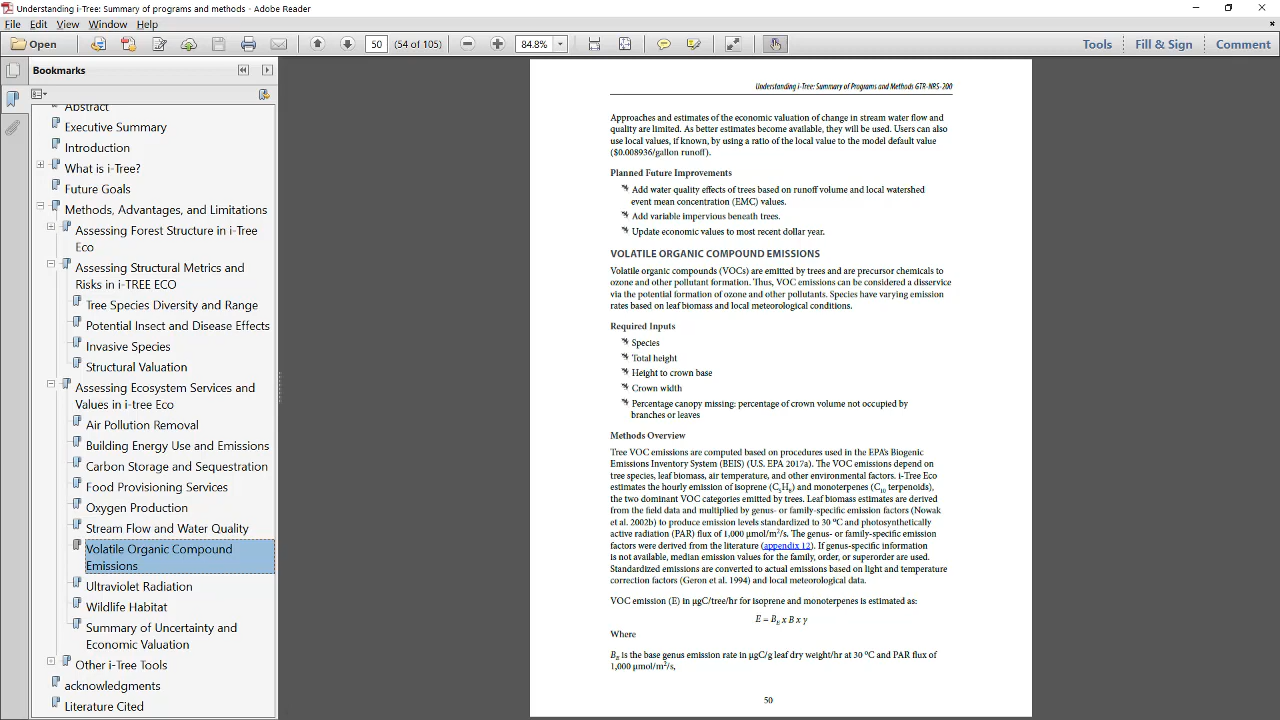 Understanding i-Tree: Summary of programs and methods - Adobe Reader
File Edit View Window Help
Open 50 (54 of 105) 84.8% Tools Fill & Sign Comment
Bookmarks
Abstract
Executive Summary
Introduction
What is i-Tree?
Future Goals
Methods, Advantages, and Limitations
Assessing Forest Structure in i-Tree
Eco
Assessing Structural Metrics and
Risks in i-TREE ECO
Tree Species Diversity and Range
Potential Insect and Disease Effects
Invasive Species
Structural Valuation
Assessing Ecosystem Services and
Values in i-tree Eco
Air Pollution Removal
Building Energy Use and Emissions
Carbon Storage and Sequestration
Food Provisioning Services
Oxygen Production
Stream Flow and Water Quality
Volatile Organic Compound
Emissions
Ultraviolet Radiation
Wildlife Habitat
Summary of Uncertainty and
Economic Valuation
Other i-Tree Tools
acknowledgments
Literature Cited
Understanding i-Tree: Summary of Programs and Methods GTR-NRS-200
Approaches and estimates of the economic valuation of change in stream water flow and
quality are limited. As better estimates become available, they will be used. Users can also
use local values, if known, by using a ratio of the local value to the model default value
($0.008936/gallon runoff).
Planned Future Improvements
Add water quality effects of trees based on runoff volume and local watershed
event mean concentration (EMC) values.
Add variable impervious beneath trees.
Update economic values to most recent dollar year.
VOLATILE ORGANIC COMPOUND EMISSIONS
Volatile organic compounds (VOCs) are emitted by trees and are precursor chemicals to
ozone and other pollutant formation. Thus, VOC emissions can be considered a disservice
via the potential formation of ozone and other pollutants. Species have varying emission
rates based on leaf biomass and local meteorological conditions.
Required Inputs
Species
Total height
Height to crown base
Crown width
Percentage canopy missing: percentage of crown volume not occupied by
branches or leaves
Methods Overview
Tree VOC emissions are computed based on procedures used in the EPA's Biogenic
Emissions Inventory System (BEIS) (U.S. EPA 2017a). The VOC emissions depend on
tree species, leaf biomass, air temperature, and other environmental factors. i-Tree Eco
estimates the hourly emission of isoprene (C₅H₈) and monoterpenes (C₁₀ terpenoids),
the two dominant VOC categories emitted by trees. Leaf biomass estimates are derived
from the field data and multiplied by genus- or family-specific emission factors (Nowak
et al. 2002b) to produce emission levels standardized to 30 °C and photosynthetically
active radiation (PAR) flux of 1,000 µmol/m²/s. The genus- or family-specific emission
factors were derived from the literature (appendix 12). If genus-specific information
is not available, median emission values for the family, order, or superorder are used.
Standardized emissions are converted to actual emissions based on light and temperature
correction factors (Geron et al. 1994) and local meteorological data.
VOC emission (E) in µgC/tree/hr for isoprene and monoterpenes is estimated as:
E = Bᴇ x B x y
Where
Bᴇ is the base genus emission rate in µgC/g leaf dry weight/hr at 30 °C and PAR flux of
1,000 µmol/m²/s,
50